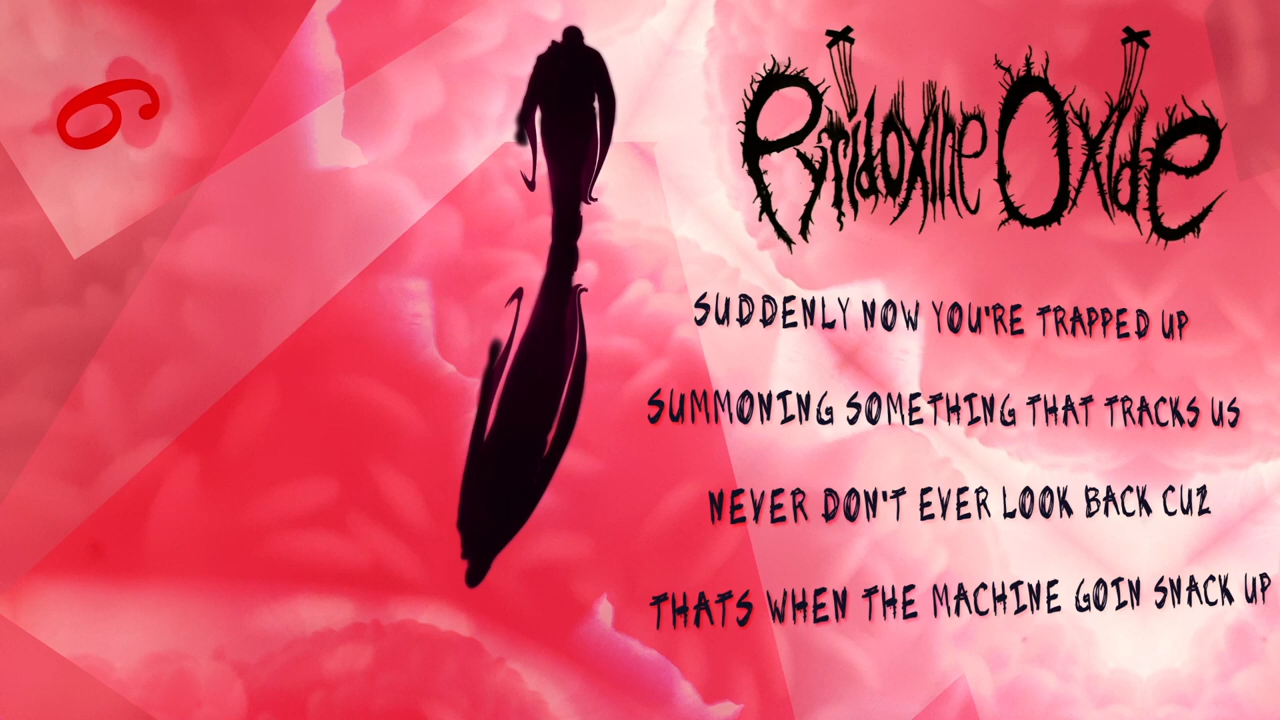 6
Piridoxine Oxide
SUDDENLY NOW YOU'RE TRAPPED UP
SUMMONING SOMETHING THAT TRACKS US
NEVER DON'T EVER LOOK BACK CUZ
THATS WHEN THE MACHINE GOIN SNACK UP